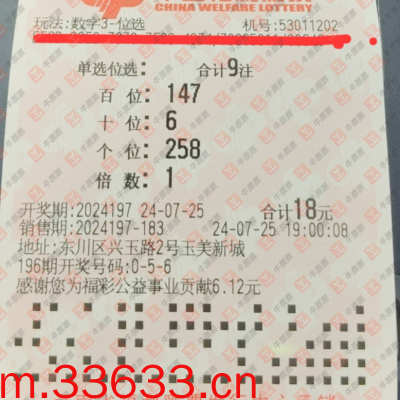 CHINA WELFARE LOTTERY
玩法:数字3-位选 机号:53011202
单选位选: 合计9注
百位: 147
十位: 6
个位: 258
倍数: 1
开奖期:2024197 24-07-25 合计18元
销售期:2024197-183 24-07-25 19:00:08
地址:东川区兴玉路2号玉美新城
196期开奖号码:0-5-6
感谢您为福彩公益事业贡献6.12元
m.33633.cn